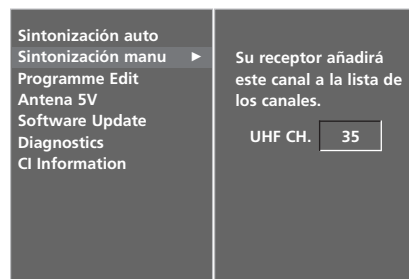 Sintonización auto
Sintonización manu ►
Programme Edit
Antena 5V
Software Update
Diagnostics
CI Information
Su receptor añadirá
este canal a la lista de
los canales.
UHF CH. 35